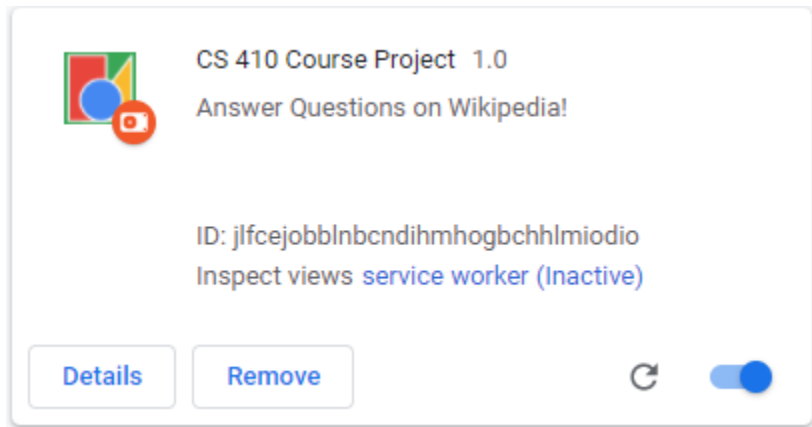 CS 410 Course Project 1.0
Answer Questions on Wikipedia!
ID: jlfcejobblnbcndihmhogbchhlmiodio
Inspect views service worker (Inactive)
Details Remove